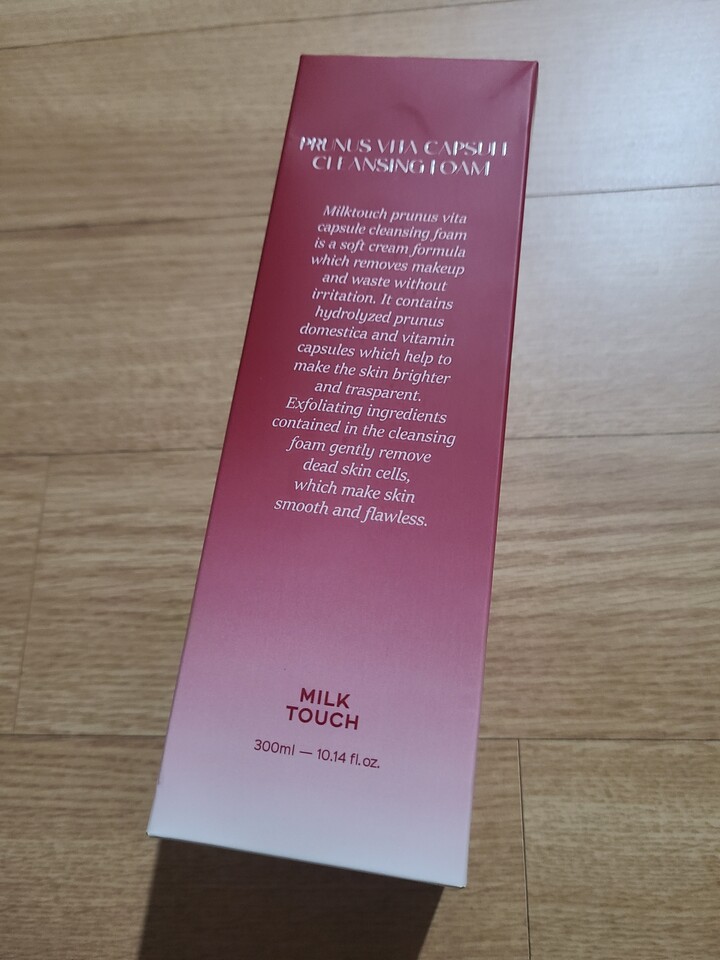 PRUNUS VITA CAPSULE
CLEANSING FOAM
Milktouch prunus vita
capsule cleansing foam
is a soft cream formula
which removes makeup
and waste without
irritation. It contains
hydrolyzed prunus
domestica and vitamin
capsules which help to
make the skin brighter
and trasparent.
Exfoliating ingredients
contained in the cleansing
foam gently remove
dead skin cells,
which make skin
smooth and flawless.
MILK
TOUCH
300ml — 10.14 fl.oz.